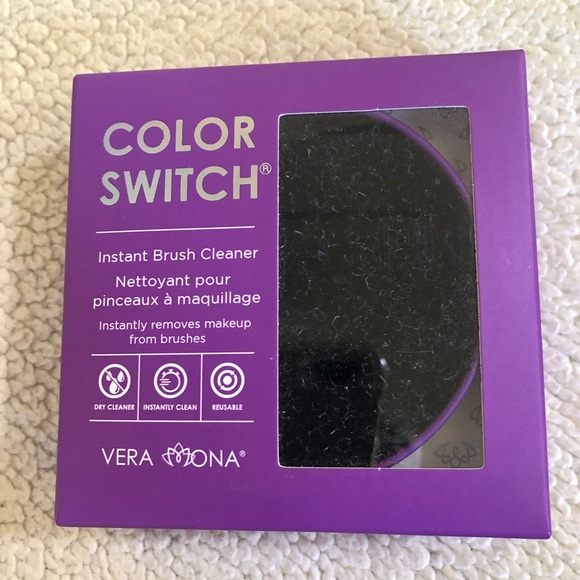 COLOR
SWITCH®
Instant Brush Cleaner
Nettoyant pour
pinceaux à maquillage
Instantly removes makeup
from brushes
DRY CLEANER INSTANTLY CLEAN REUSABLE
VERA MONA®